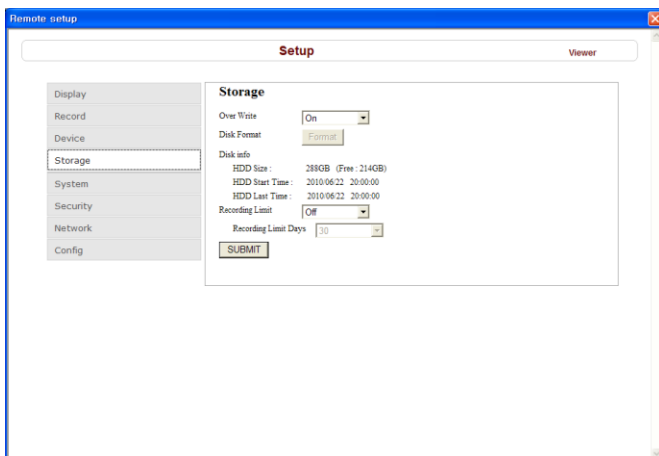 Remote setup
Setup
Viewer
Display
Record
Device
Storage
System
Security
Network
Config
Storage
Over Write On
Disk Format Format
Disk info
HDD Size : 288GB (Free : 214GB)
HDD Start Time : 2010/06/22 20:00:00
HDD Last Time : 2010/06/22 20:00:00
Recording Limit Off
Recording Limit Days 30
SUBMIT